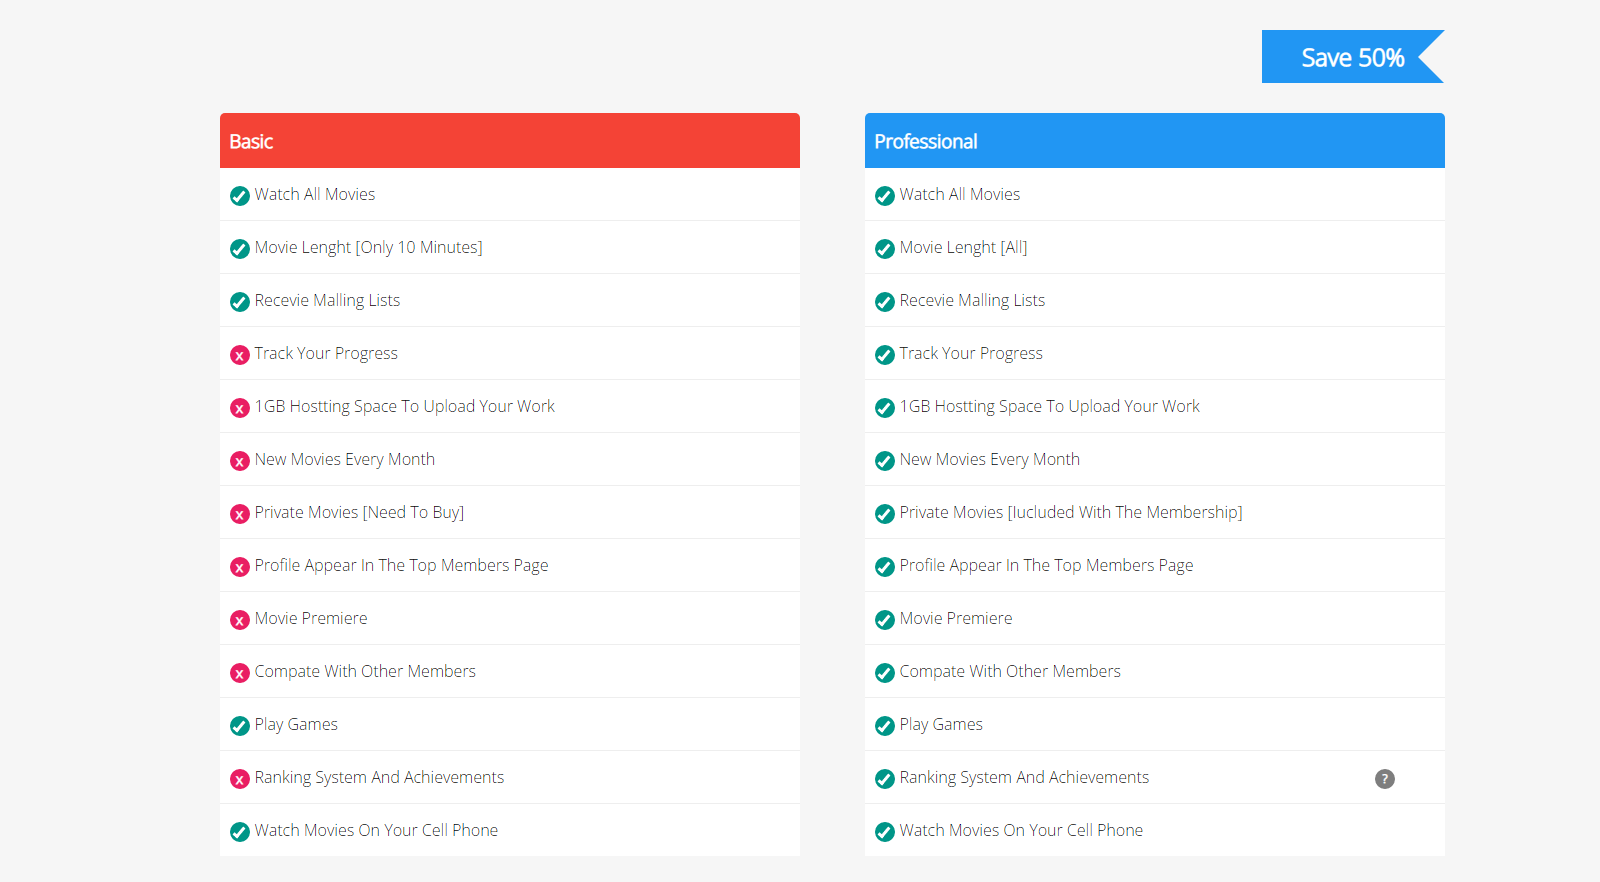 Save 50%
Basic
Watch All Movies
Movie Lenght [Only 10 Minutes]
Recevie Malling Lists
Track Your Progress
1GB Hostting Space To Upload Your Work
New Movies Every Month
Private Movies [Need To Buy]
Profile Appear In The Top Members Page
Movie Premiere
Compate With Other Members
Play Games
Ranking System And Achievements
Watch Movies On Your Cell Phone
Professional
Watch All Movies
Movie Lenght [All]
Recevie Malling Lists
Track Your Progress
1GB Hostting Space To Upload Your Work
New Movies Every Month
Private Movies [Iucluded With The Membership]
Profile Appear In The Top Members Page
Movie Premiere
Compate With Other Members
Play Games
Ranking System And Achievements ?
Watch Movies On Your Cell Phone